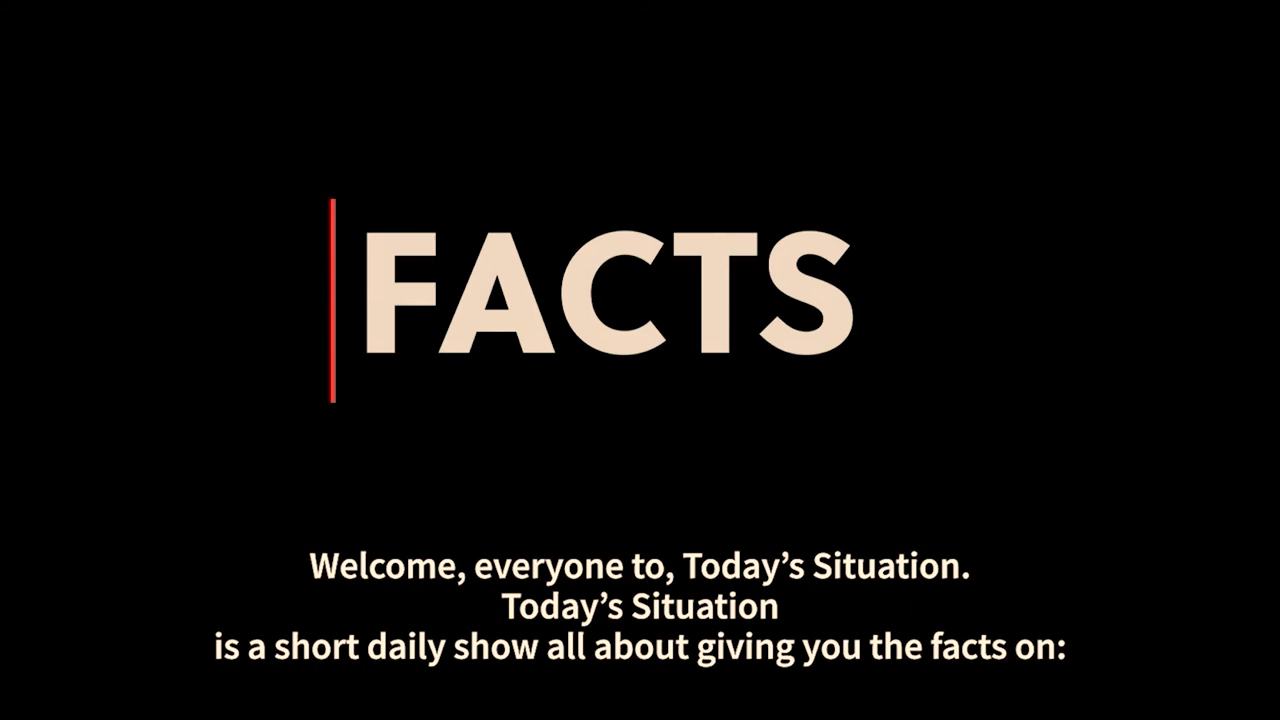 FACTS
Welcome, everyone to, Today’s Situation.
Today’s Situation
is a short daily show all about giving you the facts on: